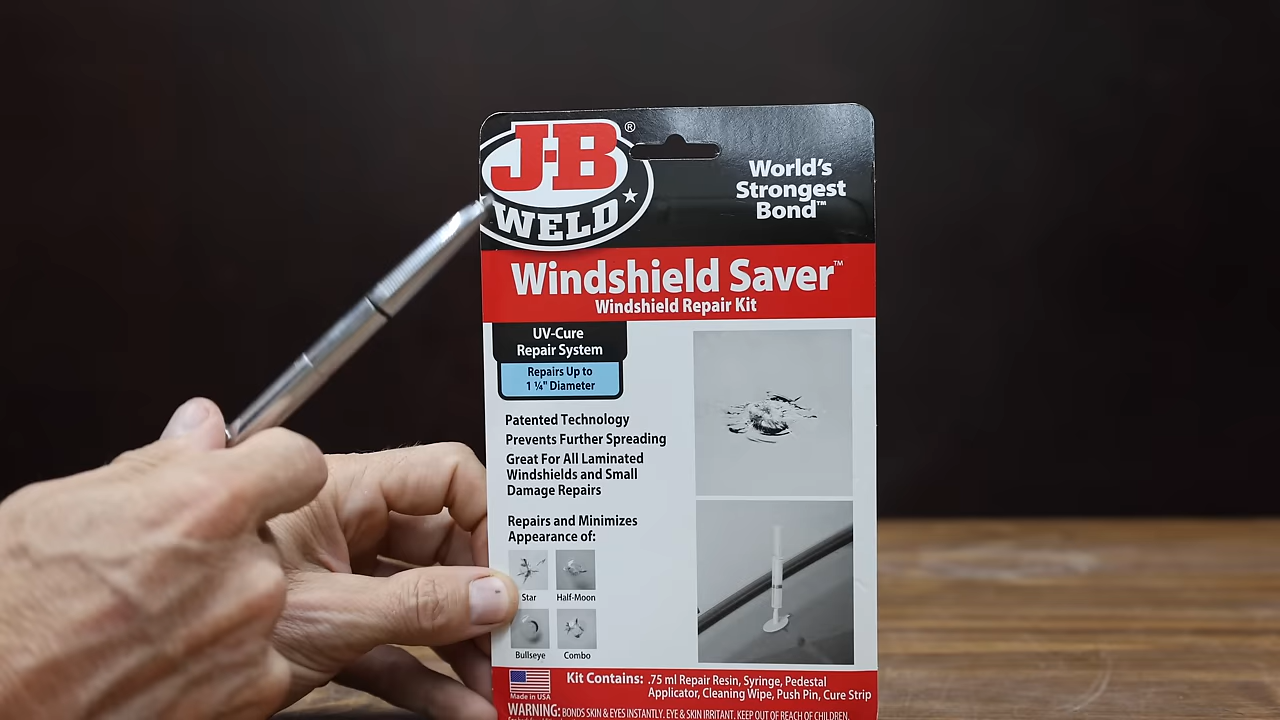 J-B®
WELD
World's
Strongest
Bond™
Windshield Saver™
Windshield Repair Kit
UV-Cure
Repair System
Repairs Up to
1 ¼" Diameter
Patented Technology
Prevents Further Spreading
Great For All Laminated
Windshields and Small
Damage Repairs
Repairs and Minimizes
Appearance of:
Star
Half-Moon
Bullseye
Combo
Made in USA
Kit Contains: .75 ml Repair Resin, Syringe, Pedestal
Applicator, Cleaning Wipe, Push Pin, Cure Strip
WARNING: BONDS SKIN & EYES INSTANTLY. EYE & SKIN IRRITANT. KEEP OUT OF REACH OF CHILDREN.